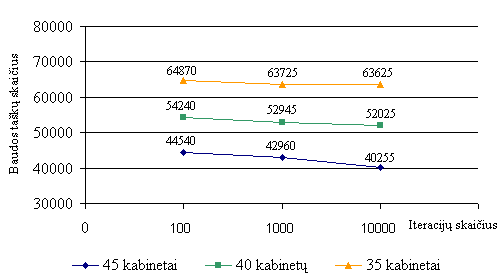 Baudos taškų skaičius
80000
70000
64870 63725 63625
60000
54240 52945 52025
50000
44540 42960 40255
40000
30000
0 100 1000 10000 Iteracijų skaičius
45 kabinetai 40 kabinetų 35 kabinetai